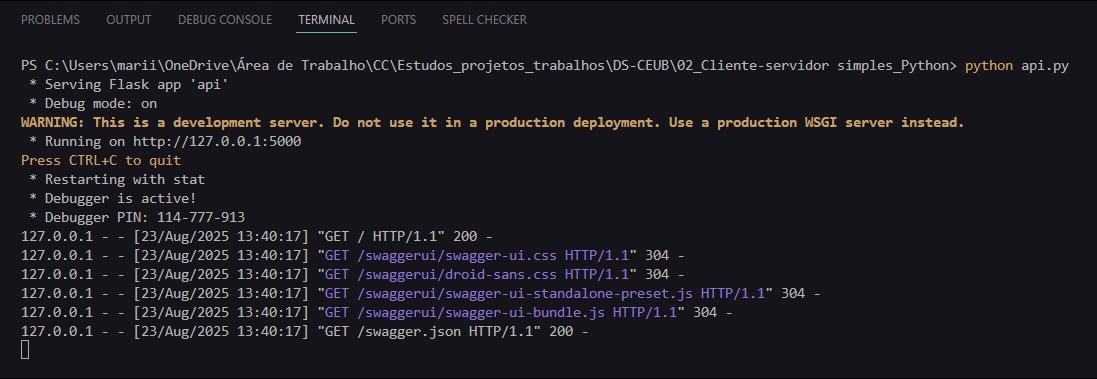 PROBLEMS OUTPUT DEBUG CONSOLE TERMINAL PORTS SPELL CHECKER
PS C:\Users\marii\OneDrive\Área de Trabalho\CC\Estudos_projetos_trabalhos\DS-CEUB\02_Cliente-servidor simples_Python> python api.py
 * Serving Flask app 'api'
 * Debug mode: on
WARNING: This is a development server. Do not use it in a production deployment. Use a production WSGI server instead.
 * Running on http://127.0.0.1:5000
Press CTRL+C to quit
 * Restarting with stat
 * Debugger is active!
 * Debugger PIN: 114-777-913
127.0.0.1 - - [23/Aug/2025 13:40:17] "GET / HTTP/1.1" 200 -
127.0.0.1 - - [23/Aug/2025 13:40:17] "GET /swaggerui/swagger-ui.css HTTP/1.1" 304 -
127.0.0.1 - - [23/Aug/2025 13:40:17] "GET /swaggerui/droid-sans.css HTTP/1.1" 304 -
127.0.0.1 - - [23/Aug/2025 13:40:17] "GET /swaggerui/swagger-ui-standalone-preset.js HTTP/1.1" 304 -
127.0.0.1 - - [23/Aug/2025 13:40:17] "GET /swaggerui/swagger-ui-bundle.js HTTP/1.1" 304 -
127.0.0.1 - - [23/Aug/2025 13:40:17] "GET /swagger.json HTTP/1.1" 200 -